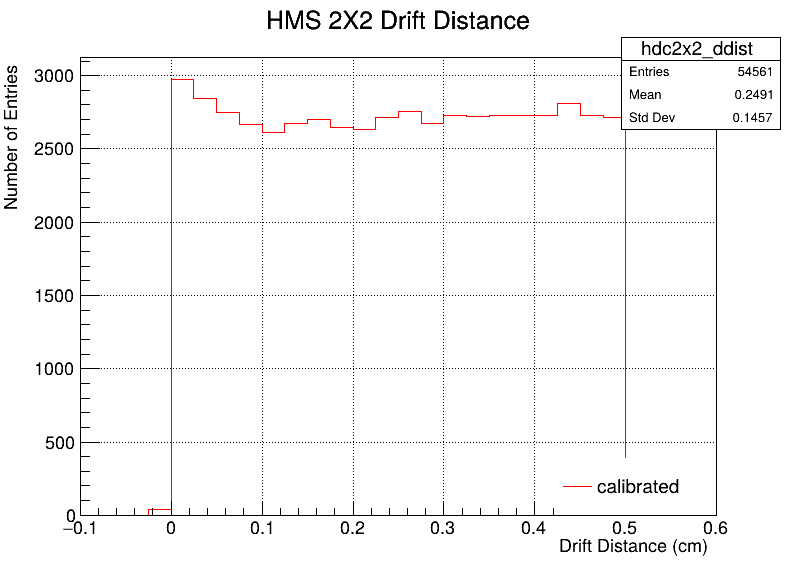 HMS 2X2 Drift Distance
hdc2x2_ddist
Entries 54561
Mean 0.2491
Std Dev 0.1457
Number of Entries
3000
2500
2000
1500
1000
500
0
−0.1 0 0.1 0.2 0.3 0.4 0.5 0.6
Drift Distance (cm)
calibrated